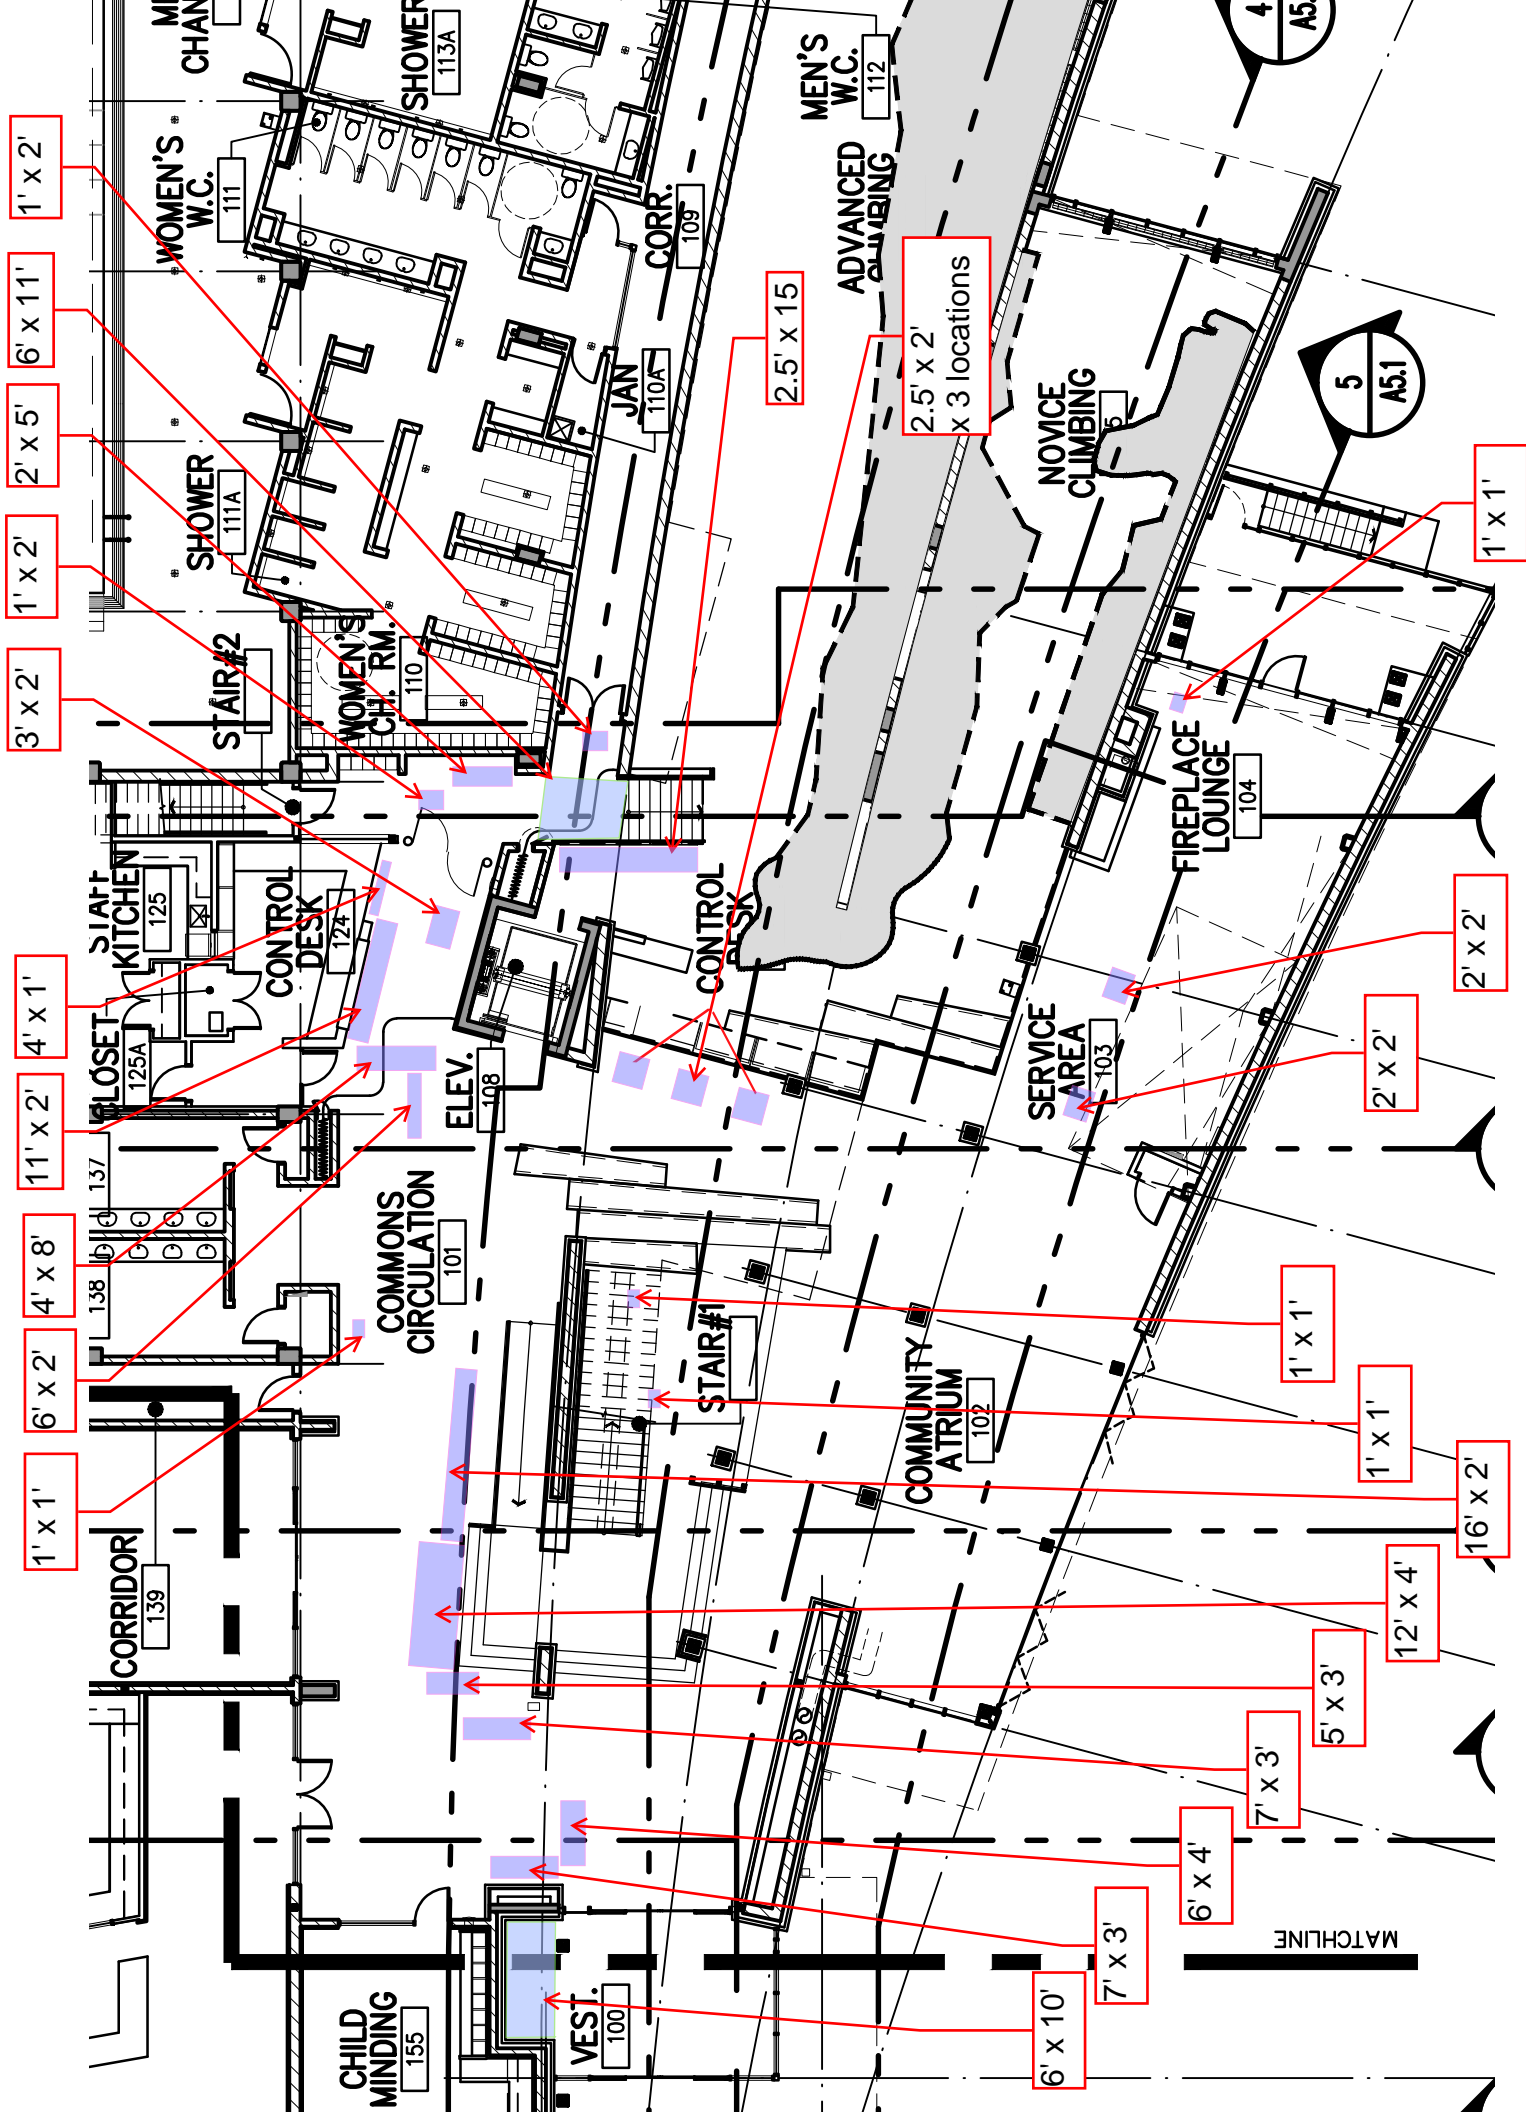 1' x 2'
6' x 11'
2' x 5'
1' x 2'
3' x 2'
4' x 1'
11' x 2'
4' x 8'
6' x 2'
1' x 1'
2.5' x 15
2.5' x 2'
x 3 locations
1' x 1'
2' x 2'
2' x 2'
1' x 1'
1' x 1'
16' x 2'
12' x 4'
5' x 3'
7' x 3'
6' x 4'
7' x 3'
6' x 10'
SHOWER
113A
WOMEN'S
W.C.
111
MEN'S
W.C.
112
CORR.
109
ADVANCED
CLIMBING
SHOWER
111A
JAN
110A
NOVICE
CLIMBING
STAIR#2
WOMEN'S
CH. RM.
110
STAFF
KITCHEN
125
CONTROL
DESK
124
CLOSET
125A
ELEV.
108
CONTROL
DESK
FIREPLACE
LOUNGE
104
SERVICE
AREA
103
137
138
COMMONS
CIRCULATION
101
STAIR#1
COMMUNITY
ATRIUM
102
CORRIDOR
139
CHILD
MINDING
155
VEST.
100
MATCHLINE
4
5
A5.1